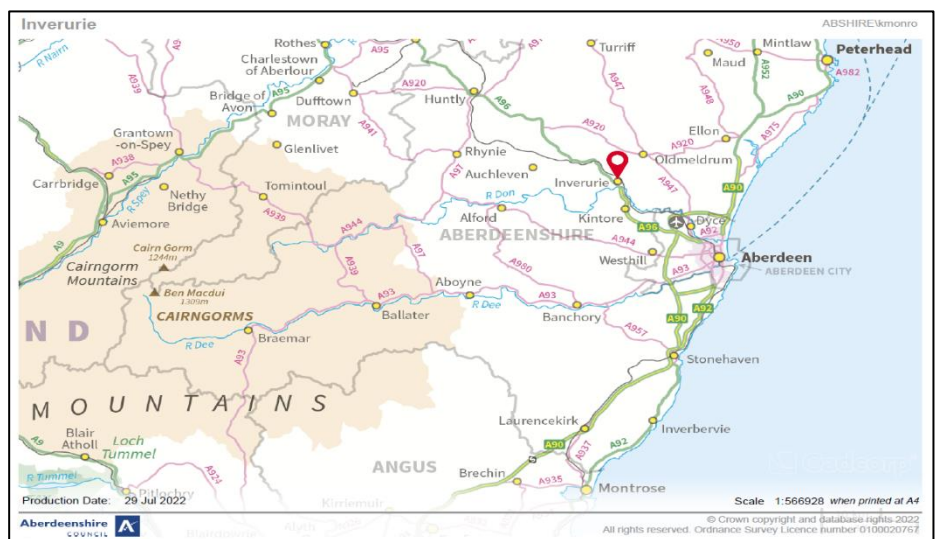 Inverurie
ABSHIRE\kmonro
R Nairn
A939
Rothes
A95
Charlestown
of Aberlour
Bridge of
Avon
A95
Dufftown
A920
MORAY
A941
Huntly
A96
Turriff
A947
Maud
A950
A948
Mintlaw
A952
Peterhead
A982
A90
Grantown
-on-Spey
A938
Carrbridge
A95
Glenlivet
Rhynie
A97
Auchleven
A920
A920
Ellon
A975
Oldmeldrum
Inverurie
A947
A90
Nethy
Bridge
R Spey
Aviemore
A9
Tomintoul
A939
R Don
Alford
A944
ABERDEENSHIRE
Kintore
A96
Dyce
A92
Cairn Gorm
1244m
Cairngorm
Mountains
A939
A97
A980
A944
Westhill
A93
Aberdeen
ABERDEEN CITY
Ben Macdui
1309m
CAIRNGORMS
A93
Aboyne
R Dee
A93
Banchory
A957
A90
A92
N D
R Dee
Braemar
Ballater
Stonehaven
A93
MOUNTAINS
Laurencekirk
Inverbervie
Blair
Atholl
Loch
Tummel
A9
R Tummel
A924
Pitlochry
ANGUS
A90
Brechin
A937
A92
A935
Montrose
Kirriemuir
Production Date: 29 Jul 2022
Scale 1:566928 when printed at A4
Aberdeenshire
COUNCIL
© Crown copyright and database rights 2022
All rights reserved. Ordnance Survey Licence number 0100020767